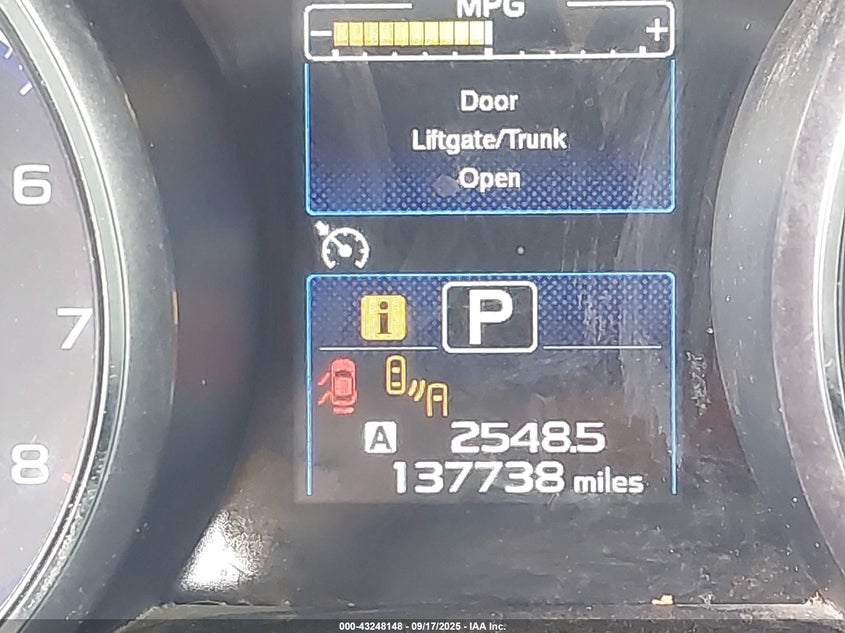 MPG
− +
Door
Liftgate/Trunk
Open
6
i P
7
A 2548.5
8
137738 miles
000-43248148 - 09/17/2025 - IAA Inc.